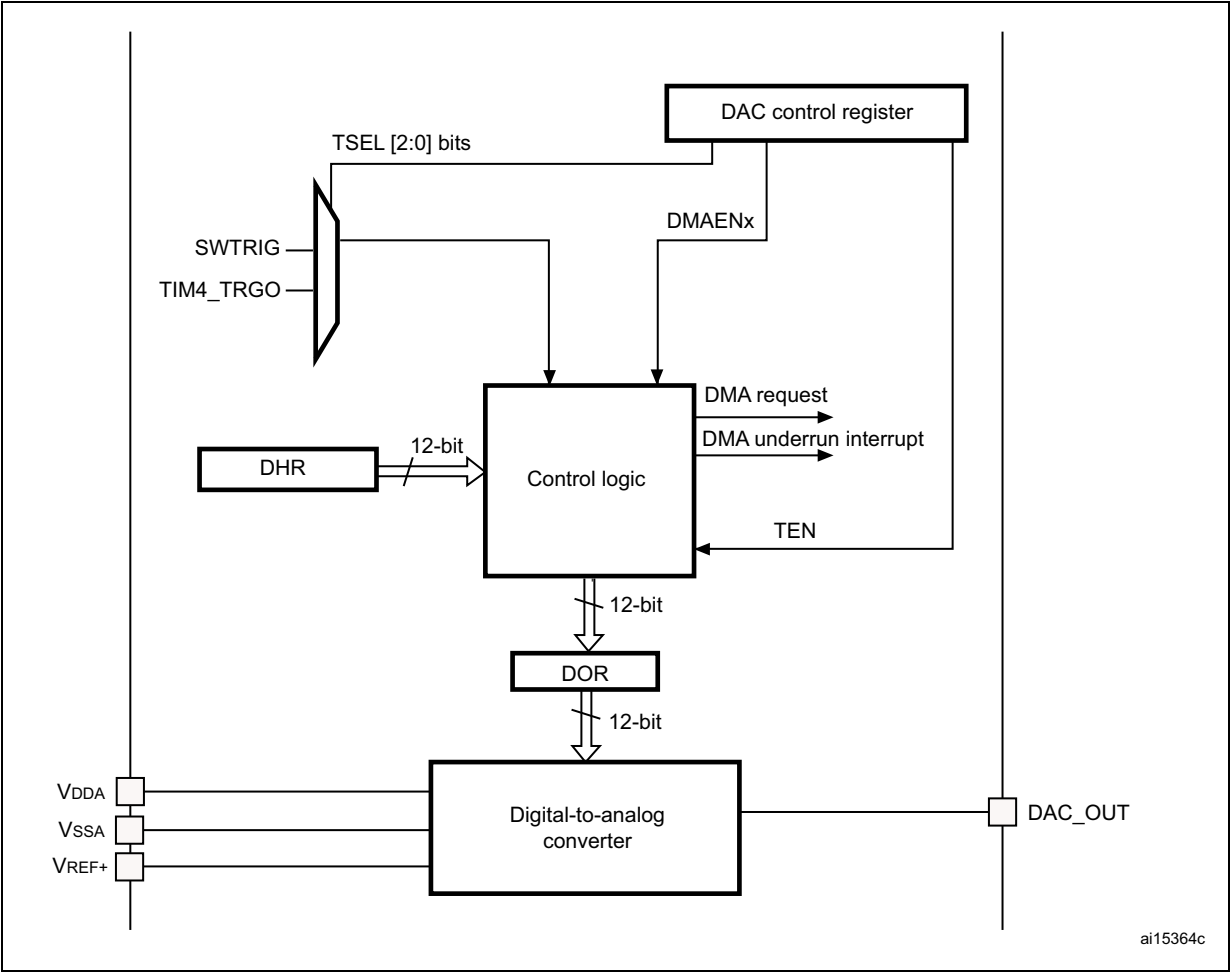 DAC control register
TSEL [2:0] bits
DMAENx
SWTRIG
TIM4_TRGO
DMA request
DMA underrun interrupt
12-bit
DHR
Control logic
TEN
12-bit
DOR
12-bit
VDDA
VSSA
VREF+
Digital-to-analog
converter
DAC_OUT
ai15364c